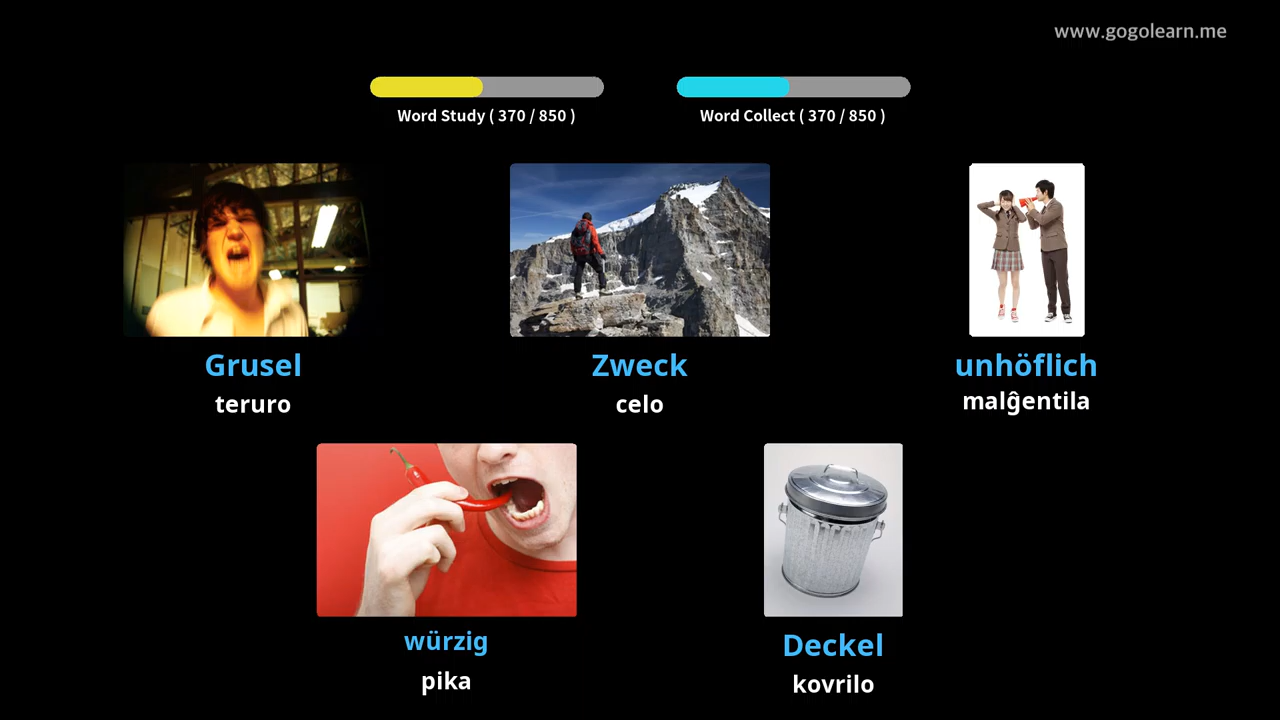 www.gogolearn.me
Word Study ( 370 / 850 )
Word Collect ( 370 / 850 )
Grusel
teruro
Zweck
celo
unhöflich
malĝentila
würzig
pika
Deckel
kovrilo